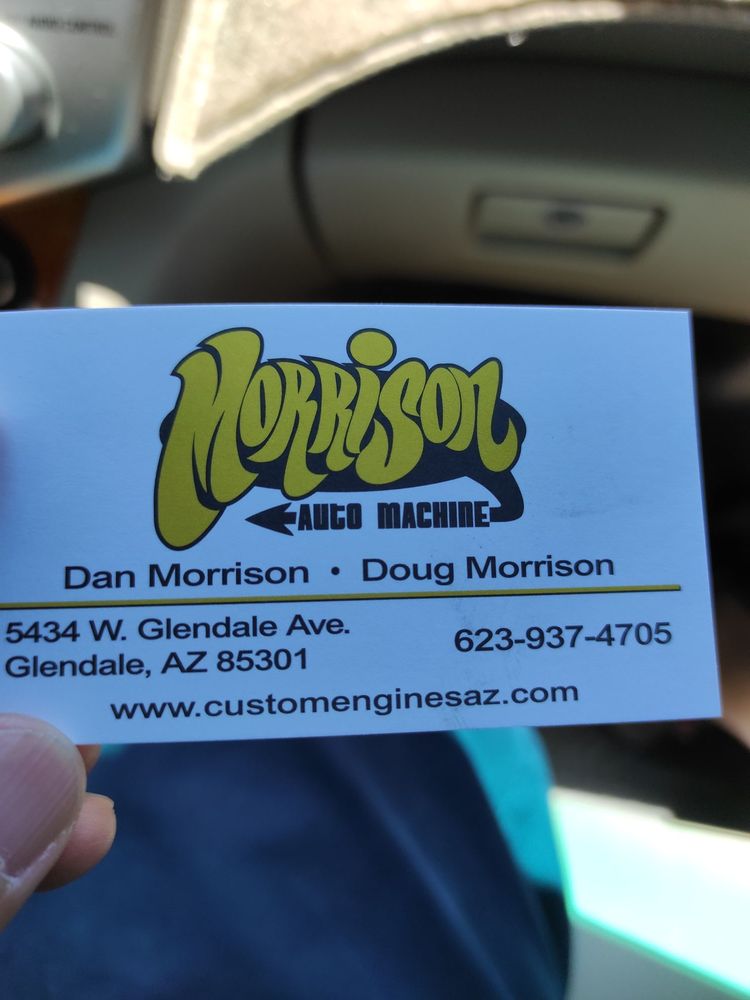 Morrison
AUTO MACHINE
Dan Morrison • Doug Morrison
5434 W. Glendale Ave.
Glendale, AZ 85301
623-937-4705
www.customenginesaz.com